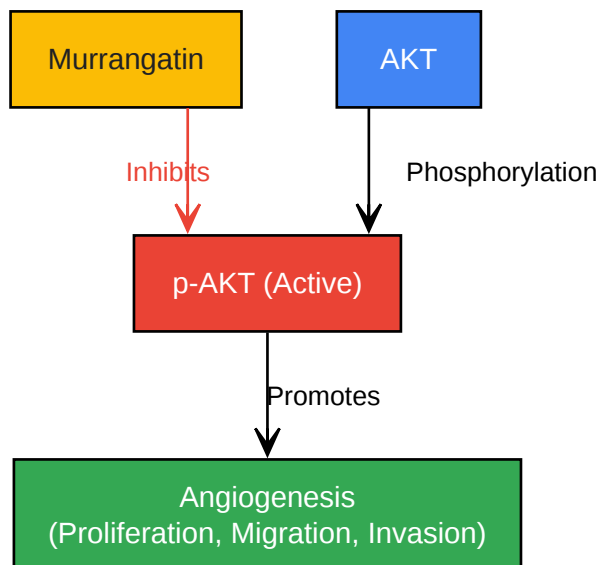 Murrangatin
AKT
Inhibits
Phosphorylation
p-AKT (Active)
Promotes
Angiogenesis
(Proliferation, Migration, Invasion)